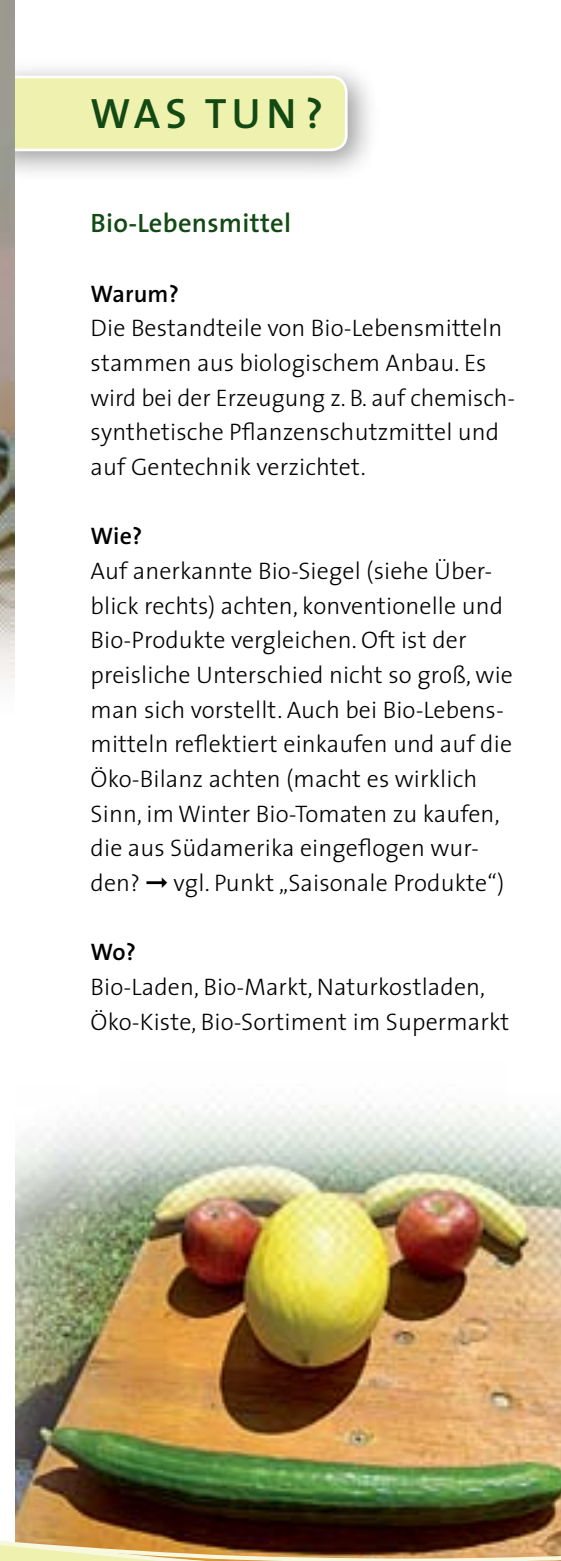 WAS TUN?
Bio-Lebensmittel
Warum?
Die Bestandteile von Bio-Lebensmitteln
stammen aus biologischem Anbau. Es
wird bei der Erzeugung z. B. auf chemisch-
synthetische Pflanzenschutzmittel und
auf Gentechnik verzichtet.
Wie?
Auf anerkannte Bio-Siegel (siehe Über-
blick rechts) achten, konventionelle und
Bio-Produkte vergleichen. Oft ist der
preisliche Unterschied nicht so groß, wie
man sich vorstellt. Auch bei Bio-Lebens-
mitteln reflektiert einkaufen und auf die
Öko-Bilanz achten (macht es wirklich
Sinn, im Winter Bio-Tomaten zu kaufen,
die aus Südamerika eingeflogen wur-
den? ➞ vgl. Punkt „Saisonale Produkte“)
Wo?
Bio-Laden, Bio-Markt, Naturkostladen,
Öko-Kiste, Bio-Sortiment im Supermarkt